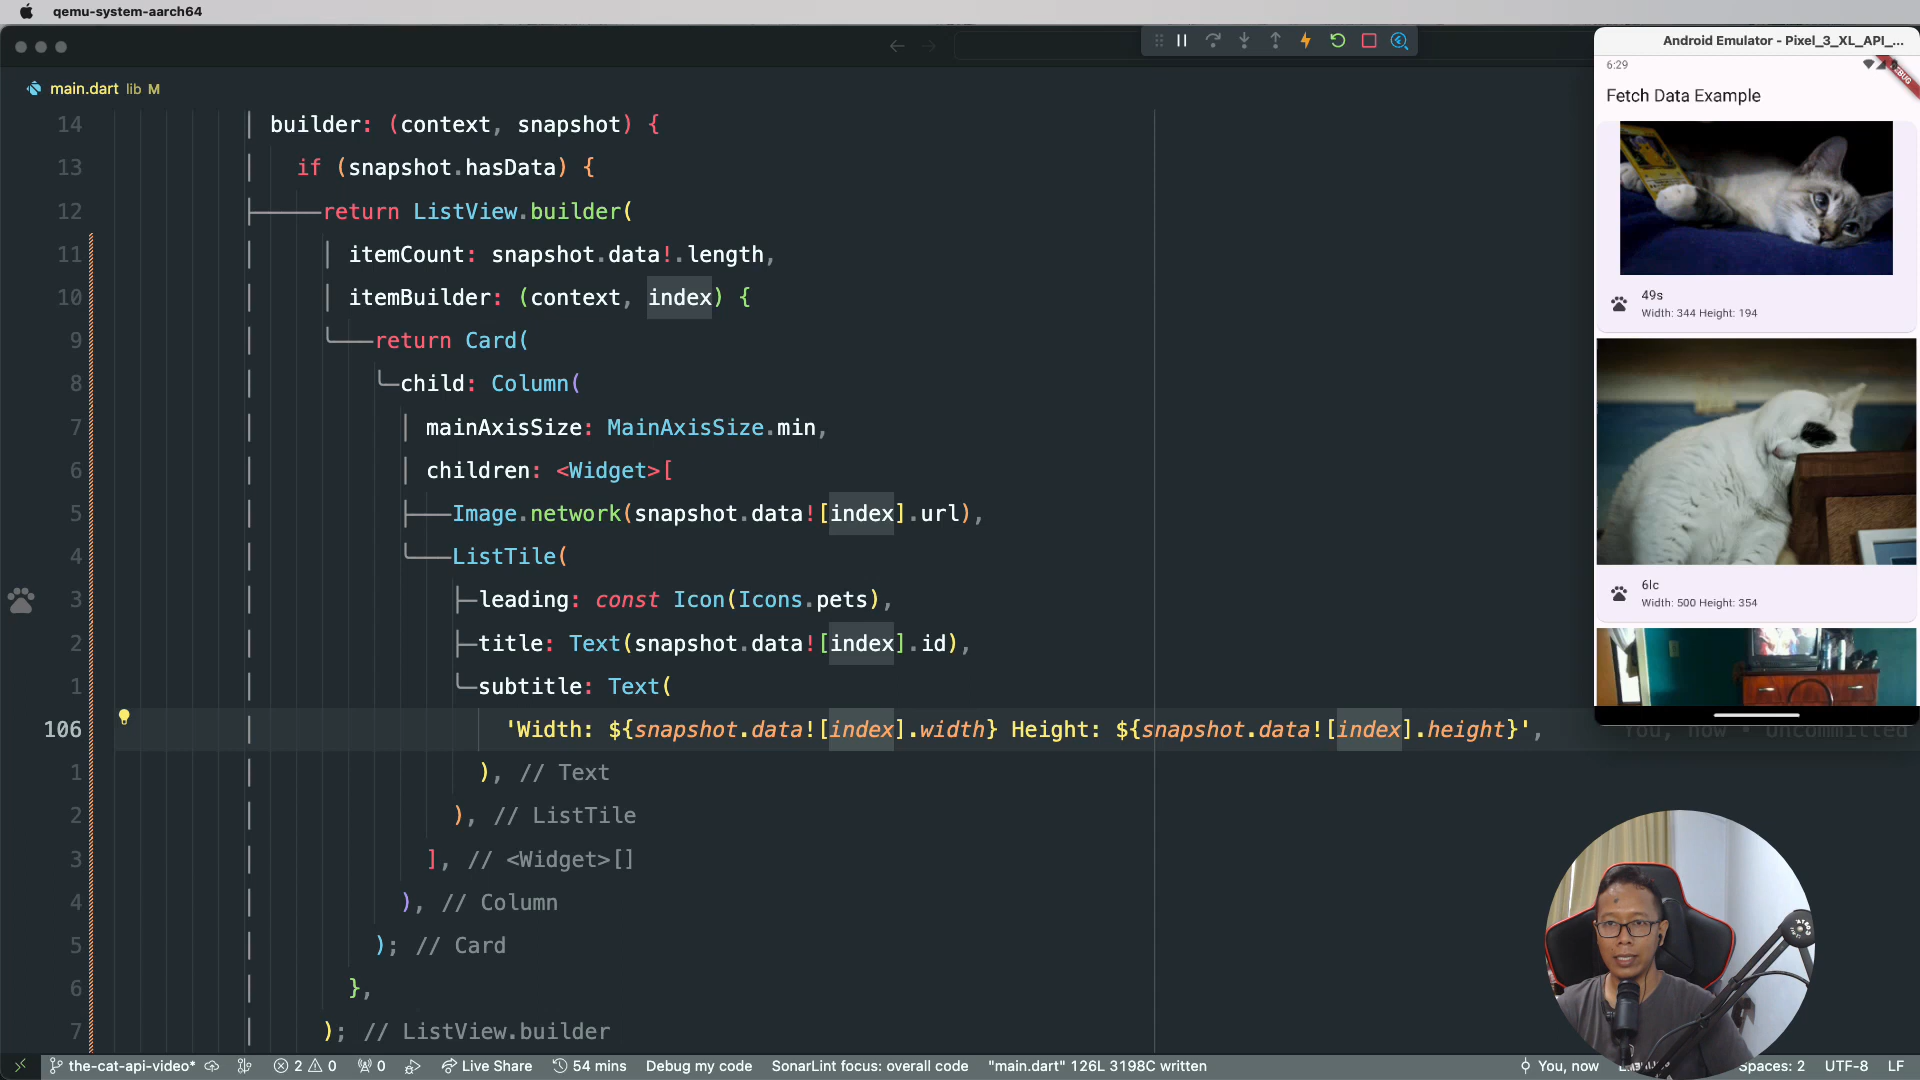 qemu-system-aarch64
Android Emulator - Pixel_3_XL_API_...
6:29
DEBUG
Fetch Data Example
49s
Width: 344 Height: 194
6lc
Width: 500 Height: 354
main.dart lib M
14 builder: (context, snapshot) {
13 if (snapshot.hasData) {
12 return ListView.builder(
11 itemCount: snapshot.data!.length,
10 itemBuilder: (context, index) {
9 return Card(
8 child: Column(
7 mainAxisSize: MainAxisSize.min,
6 children: <Widget>[
5 Image.network(snapshot.data![index].url),
4 ListTile(
3 leading: const Icon(Icons.pets),
2 title: Text(snapshot.data![index].id),
1 subtitle: Text(
106 'Width: ${snapshot.data![index].width} Height: ${snapshot.data![index].height}', You, now • Uncommitted
1 ), // Text
2 ), // ListTile
3 ], // <Widget>[]
4 ), // Column
5 ); // Card
6 },
7 ); // ListView.builder
the-cat-api-video* 2 0 0 Live Share 54 mins Debug my code SonarLint focus: overall code "main.dart" 126L 3198C written You, now Spaces: 2 UTF-8 LF